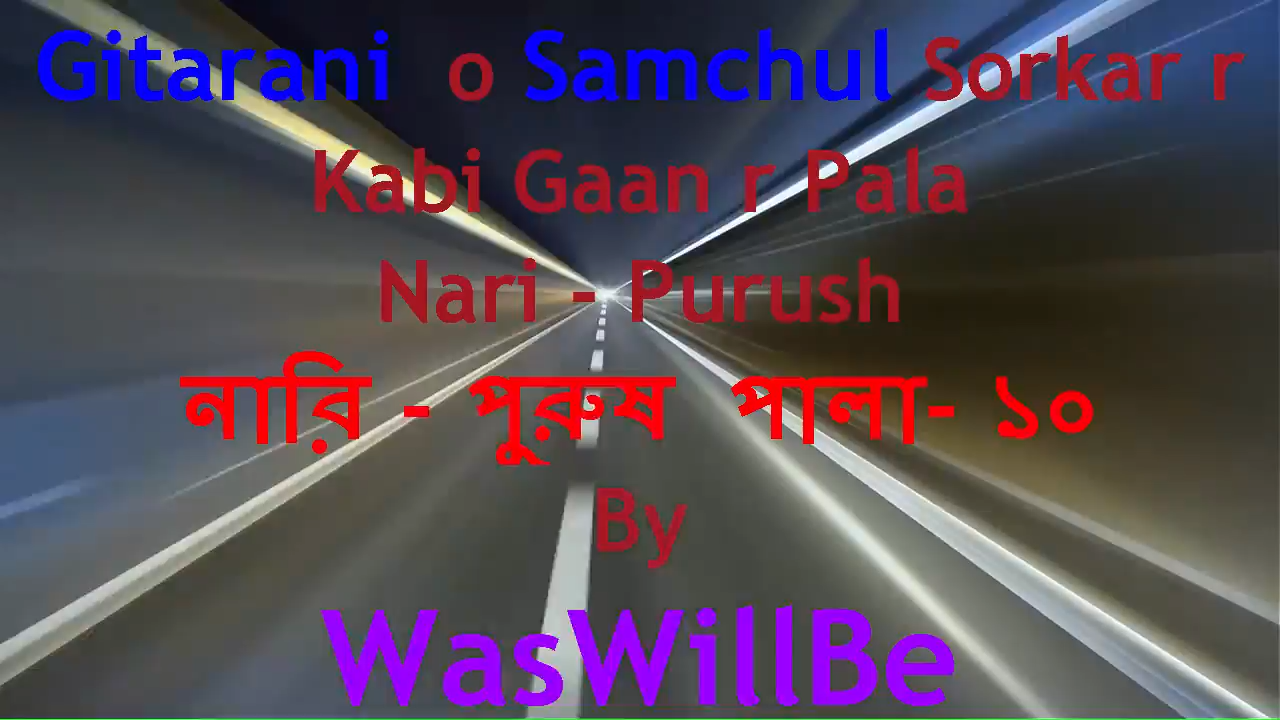 Gitarani o Samchul Sorkar r
Kabi Gaan r Pala
Nari - Purush
নারি - পুরুষ পালা- ১০
By
WasWillBe